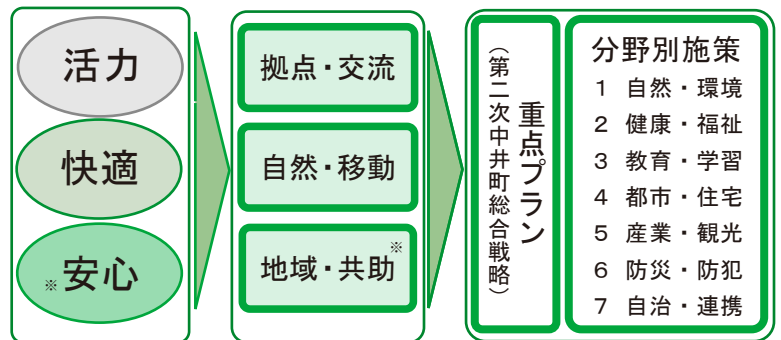 活力
快適
※安心
拠点・交流
自然・移動
地域・共助※
重点プラン
（第二次中井町総合戦略）
分野別施策
1 自然・環境
2 健康・福祉
3 教育・学習
4 都市・住宅
5 産業・観光
6 防災・防犯
7 自治・連携